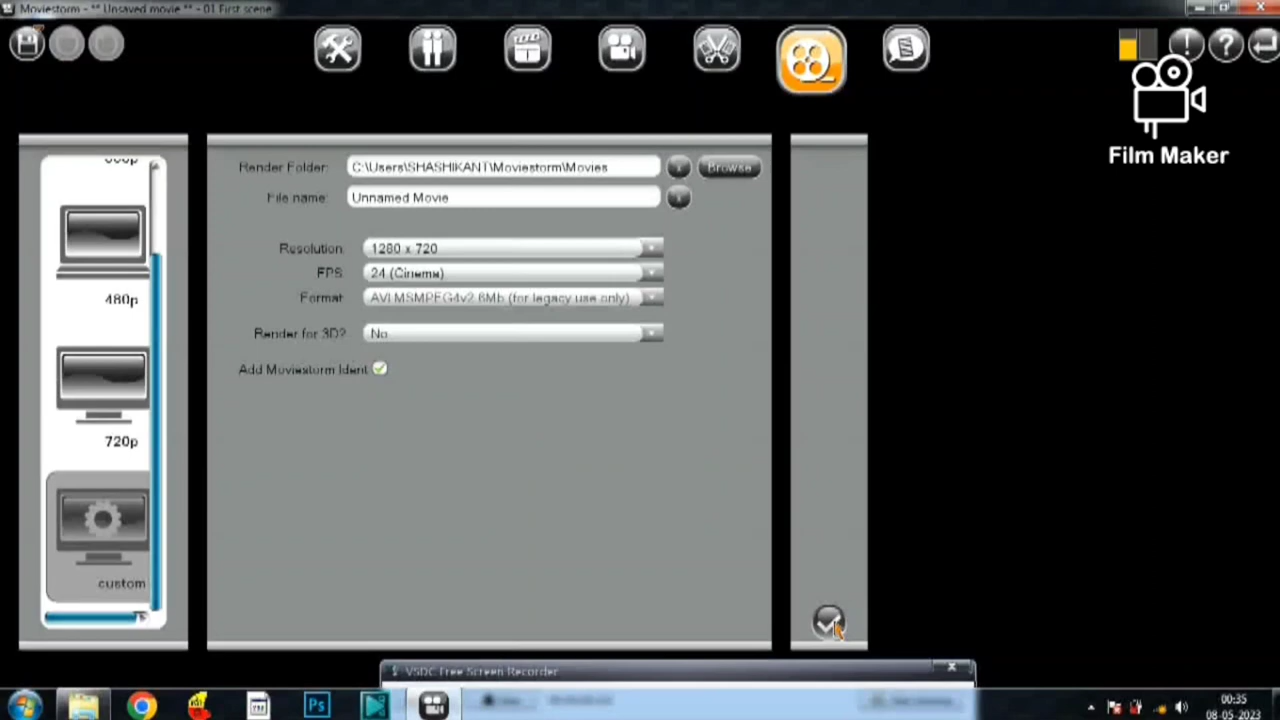 Moviestorm - ** Unsaved movie ** - 01 First scene
Film Maker
Render Folder: C:\Users\SHASHIKANT\Moviestorm\Movies Browse
File name: Unnamed Movie
Resolution: 1280 x 720
FPS: 24 (Cinema)
Format: AVI MSMPEG4v2 6Mb (for legacy use only)
Render for 3D? No
Add Moviestorm Ident
480p
720p
custom
VSDC Free Screen Recorder
Ps
00:35
08-05-2023